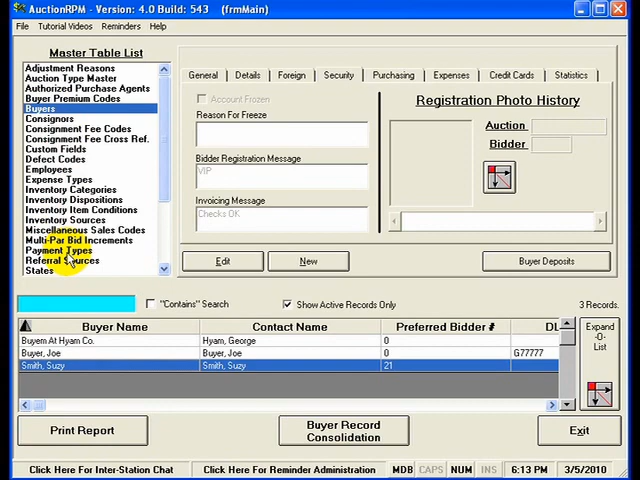 AuctionRPM - Version: 4.0 Build: 543 (frmMain)
File Tutorial Videos Reminders Help
Master Table List
Adjustment Reasons
Auction Type Master
Authorized Purchase Agents
Buyer Premium Codes
Buyers
Consignors
Consignment Fee Codes
Consignment Fee Cross Ref.
Custom Fields
Defect Codes
Employees
Expense Types
Inventory Categories
Inventory Dispositions
Inventory Item Conditions
Inventory Sources
Miscellaneous Sales Codes
Multi-Par Bid Increments
Payment Types
Referral Sources
States
General Details Foreign Security Purchasing Expenses Credit Cards Statistics
Account Frozen
Reason For Freeze
Bidder Registration Message
VIP
Invoicing Message
Checks OK
Registration Photo History
Auction
Bidder
Edit New Buyer Deposits
"Contains" Search Show Active Records Only 3 Records.
Buyer Name Contact Name Preferred Bidder # DL
Buyem At Hyam Co. Hyam, George 0
Buyer, Joe Buyer, Joe 0 G77777
Smith, Suzy Smith, Suzy 21
Expand
-O-
List
Print Report
Buyer Record
Consolidation
Exit
Click Here For Inter-Station Chat Click Here For Reminder Administration MDB CAPS NUM INS 6:13 PM 3/5/2010